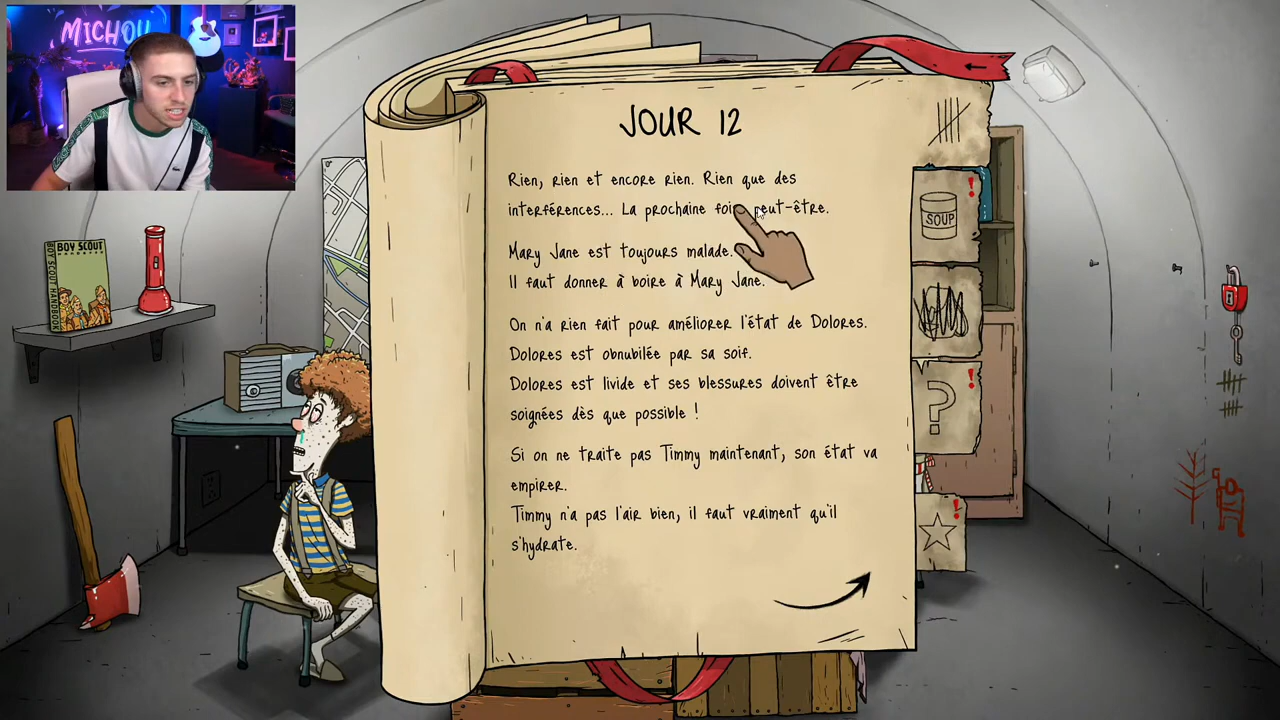 MICHOU
JOUR 12
Rien, rien et encore rien. Rien que des
interférences... La prochaine fois peut-être.
Mary Jane est toujours malade.
Il faut donner à boire à Mary Jane.
On n'a rien fait pour améliorer l'état de Dolores.
Dolores est obnubilée par sa soif.
Dolores est livide et ses blessures doivent être
soignées dès que possible !
Si on ne traite pas Timmy maintenant, son état va
empirer.
Timmy n'a pas l'air bien, il faut vraiment qu'il
s'hydrate.
SOUP
!
?
!
!
BOY SCOUT
BOY SCOUT HANDBOOK